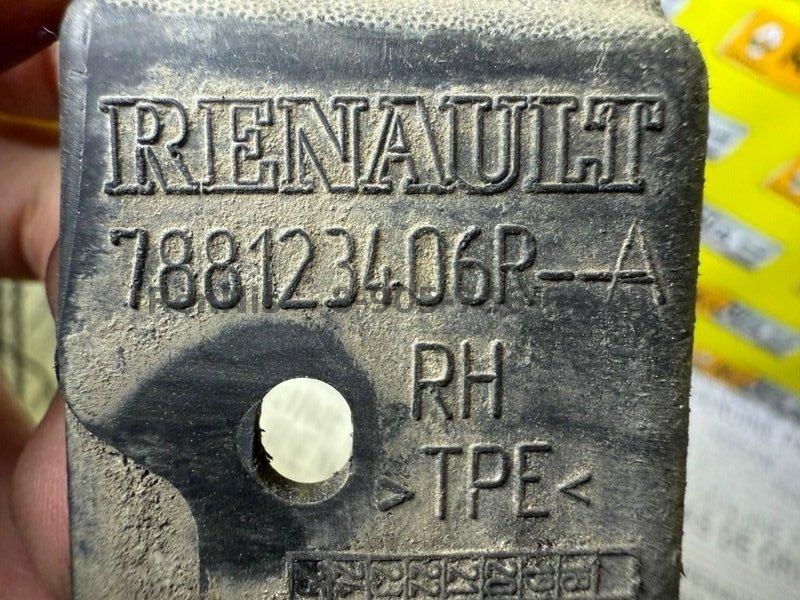 RENAULT
788123406R--A
RH
>TPE<